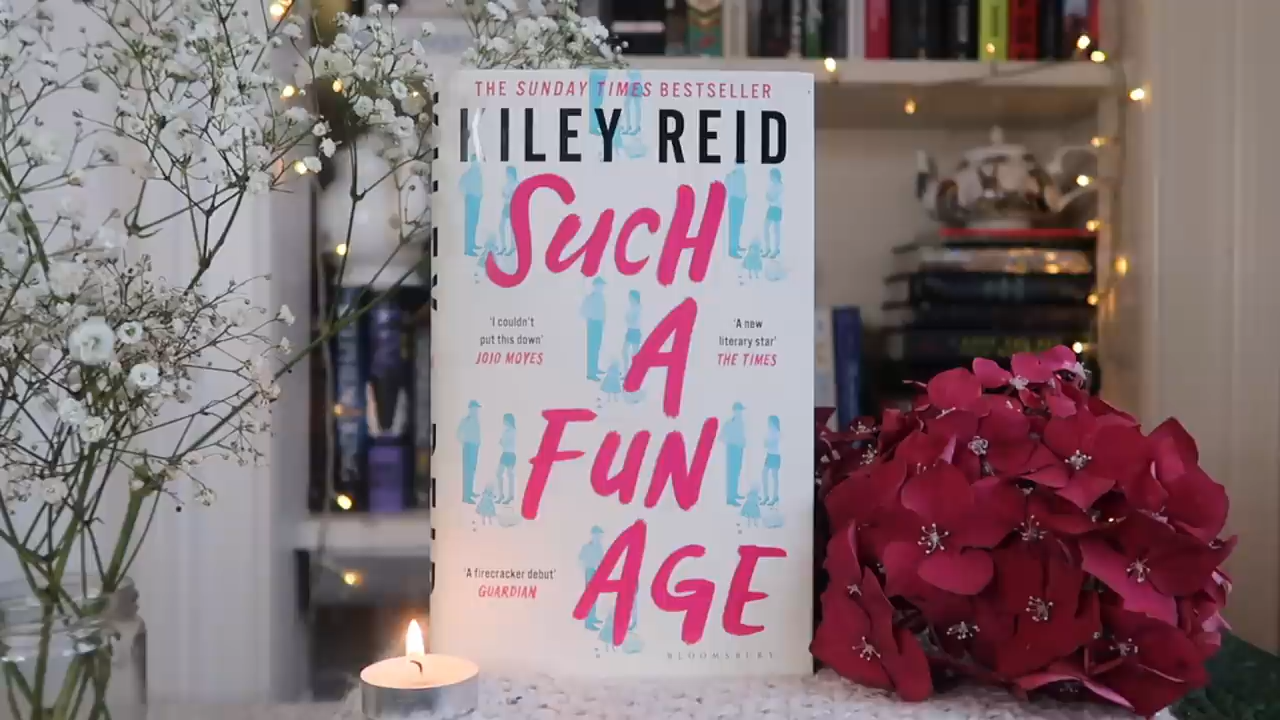 THE SUNDAY TIMES BESTSELLER
KILEY REID
SUCH
A
FUN
AGE
'I couldn't
put this down'
JOJO MOYES
'A new
literary star'
THE TIMES
'A firecracker debut'
GUARDIAN
BLOOMSBURY